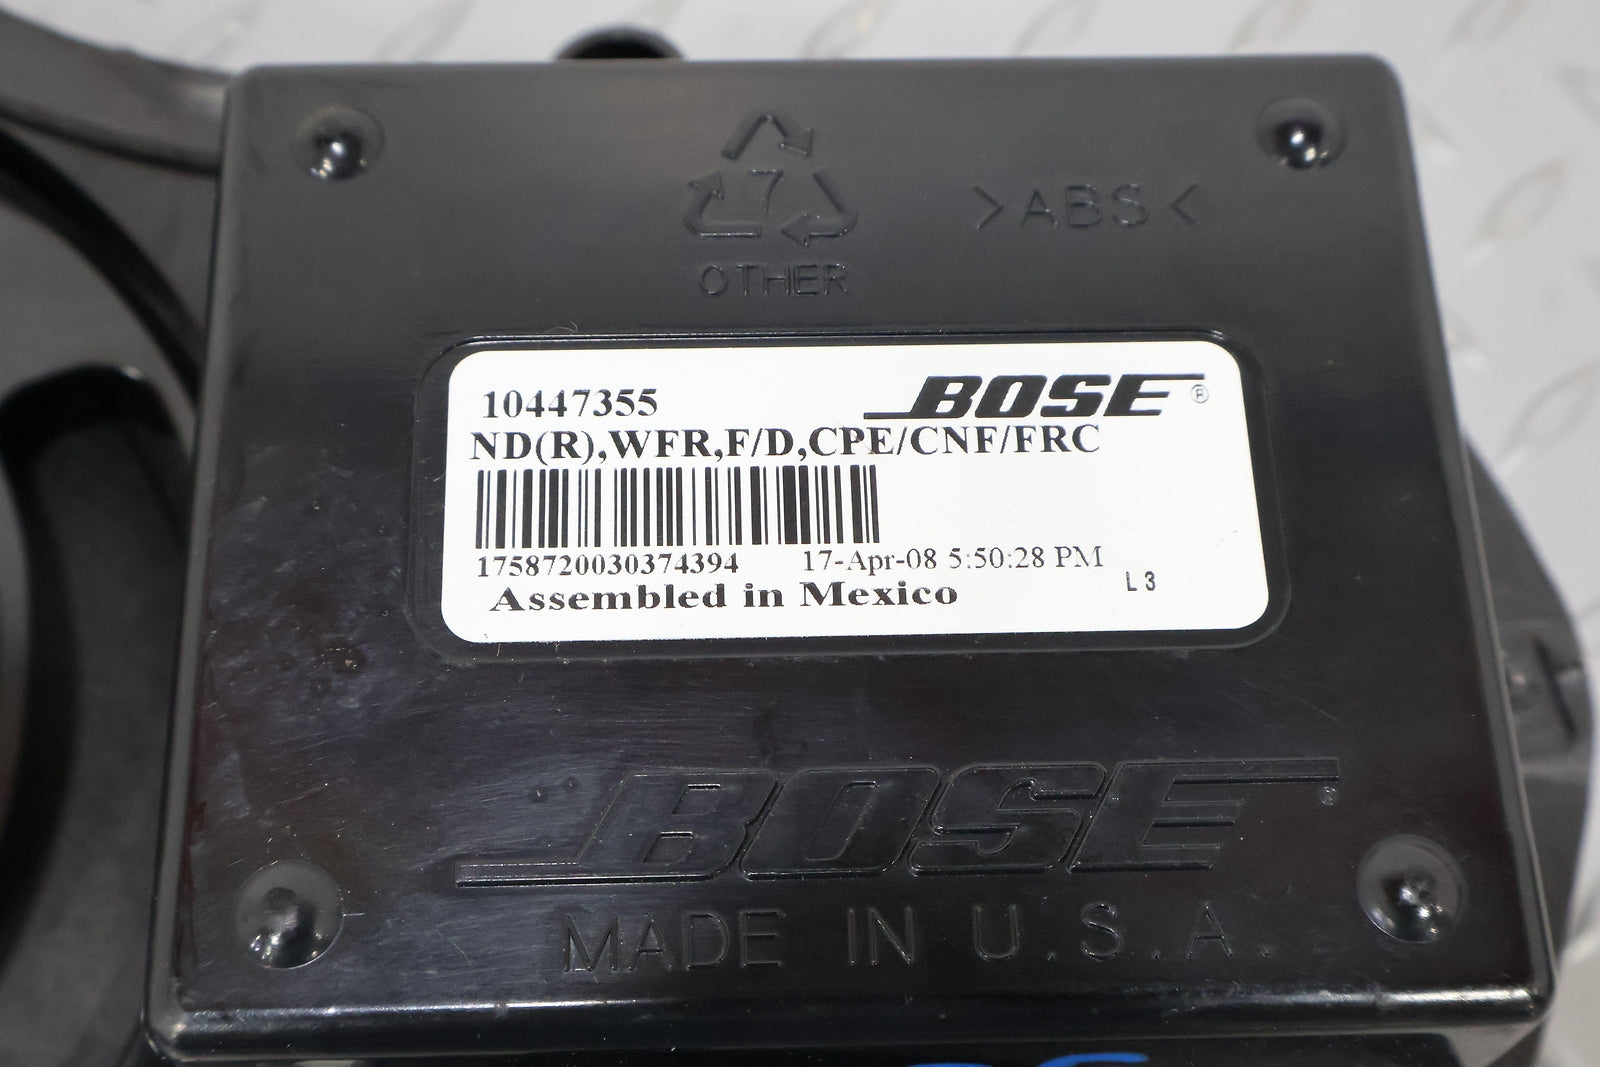 7
OTHER
>ABS<
10447355
BOSE®
ND(R),WFR,F/D,CPE/CNF/FRC
1758720030374394 17-Apr-08 5:50:28 PM
Assembled in Mexico
L3
BOSE®
MADE IN U.S.A.